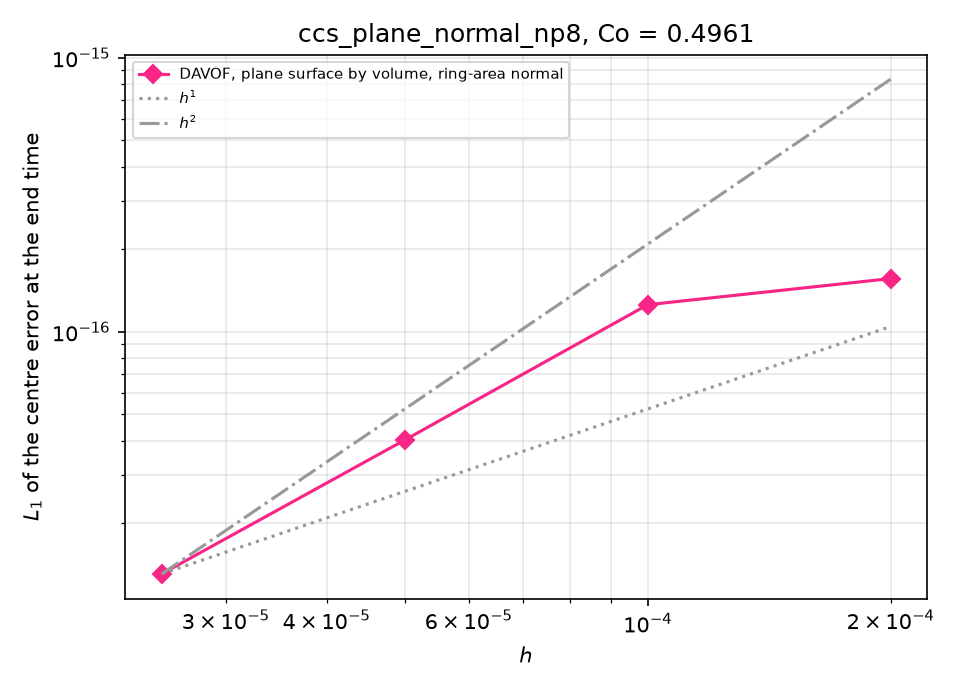 ccs_plane_normal_np8, Co = 0.4961
10⁻¹⁵
DAVOF, plane surface by volume, ring-area normal
h¹
h²
L₁ of the centre error at the end time
10⁻¹⁶
3 × 10⁻⁵ 4 × 10⁻⁵ 6 × 10⁻⁵ 10⁻⁴ 2 × 10⁻⁴
h